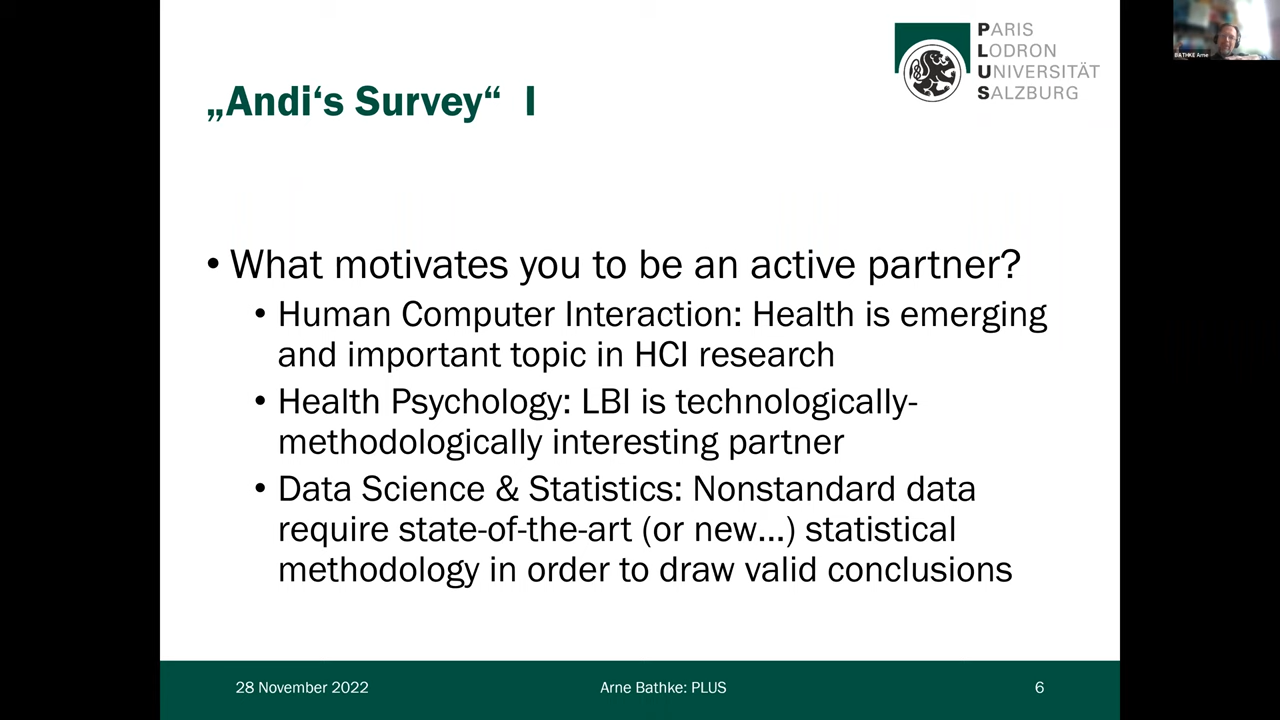 „Andi‘s Survey“ I
PARIS
LODRON
UNIVERSITÄT
SALZBURG
BATHKE Arne
• What motivates you to be an active partner?
• Human Computer Interaction: Health is emerging
and important topic in HCI research
• Health Psychology: LBI is technologically-
methodologically interesting partner
• Data Science & Statistics: Nonstandard data
require state-of-the-art (or new...) statistical
methodology in order to draw valid conclusions
28 November 2022
Arne Bathke: PLUS
6